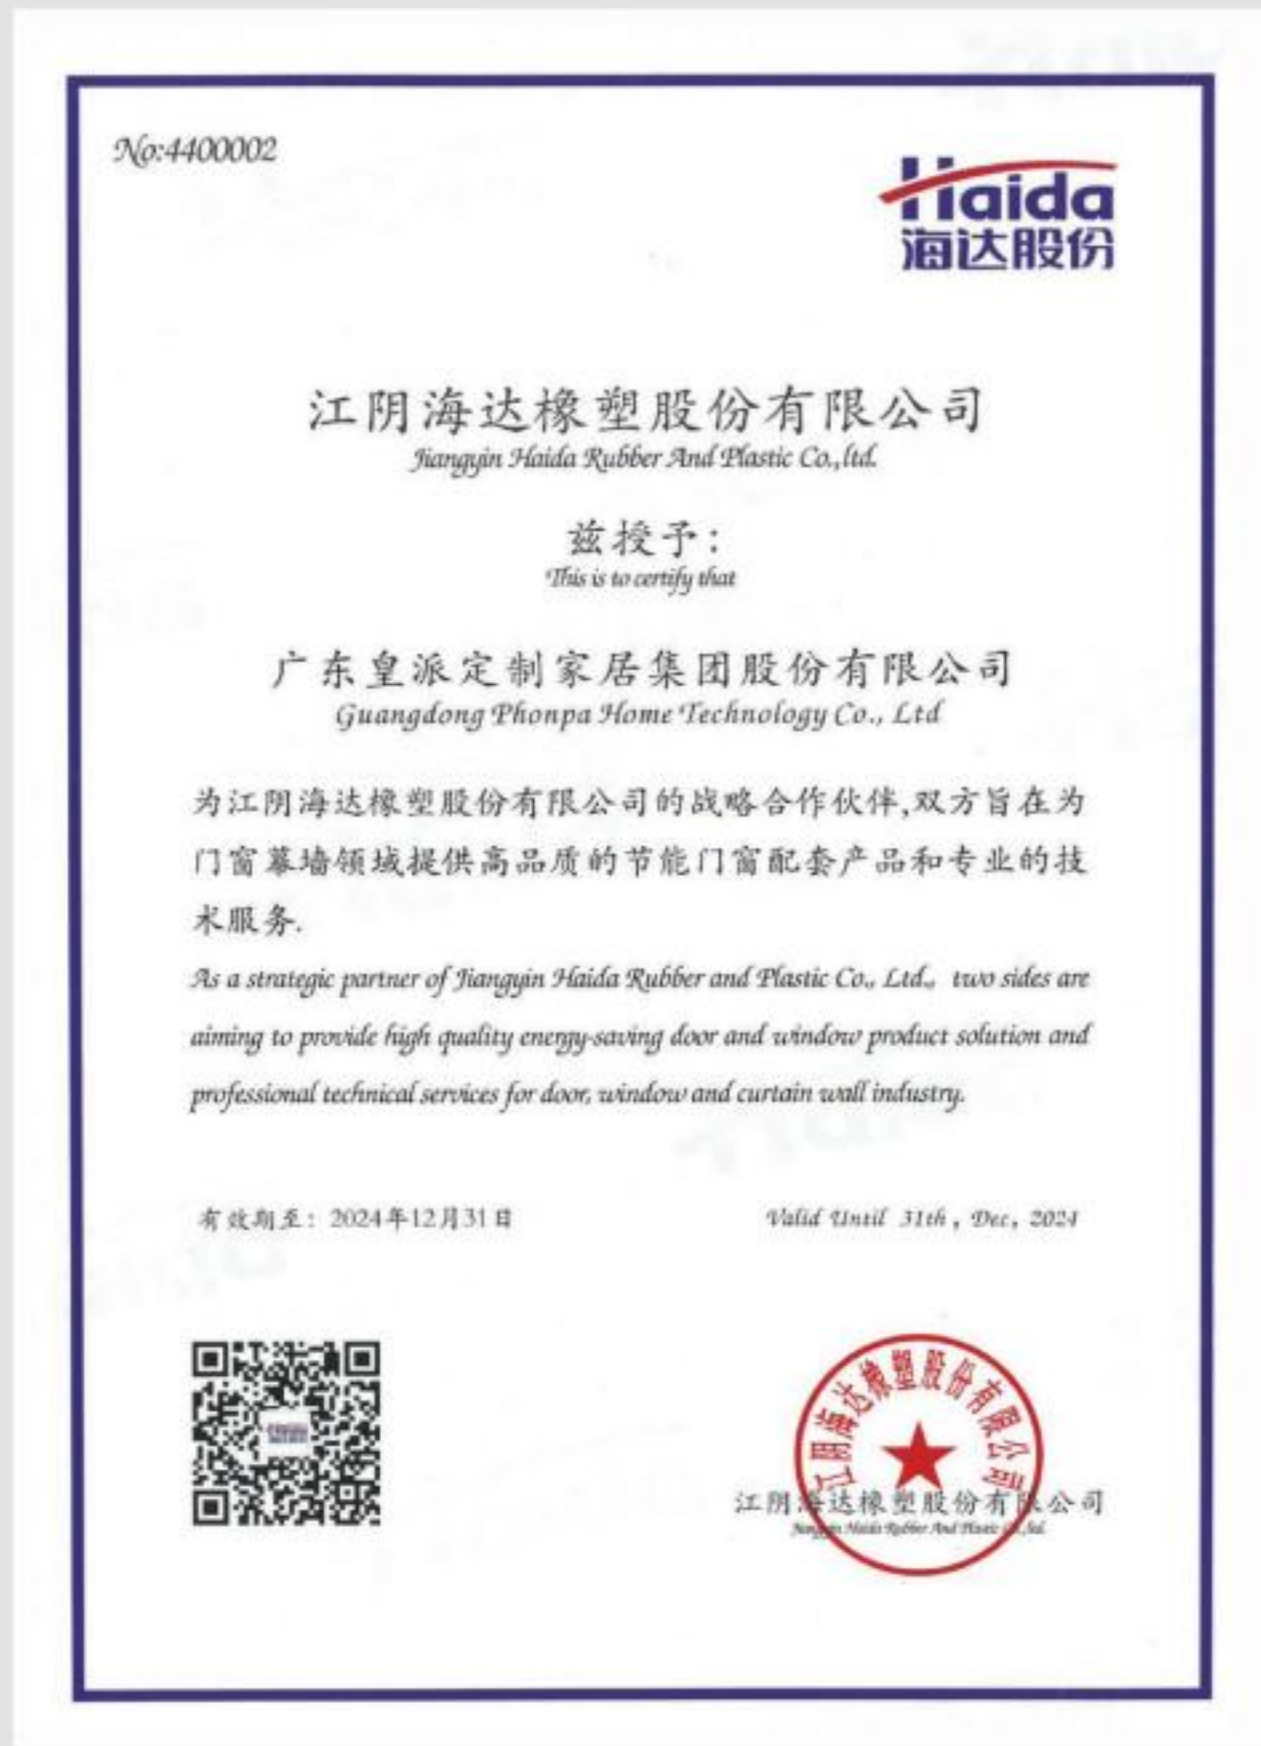 No:4400002
Haida
海达股份
江阴海达橡塑股份有限公司
Jiangyin Haida Rubber And Plastic Co.,ltd.
兹授予：
This is to certify that
广东皇派定制家居集团股份有限公司
Guangdong Phonpa Home Technology Co., Ltd
为江阴海达橡塑股份有限公司的战略合作伙伴,双方旨在为
门窗幕墙领域提供高品质的节能门窗配套产品和专业的技
术服务.
As a strategic partner of Jiangyin Haida Rubber and Plastic Co., Ltd., two sides are
aiming to provide high quality energy-saving door and window product solution and
professional technical services for door, window and curtain wall industry.
有效期至：2024年12月31日
Valid Until 31th , Dec, 2024
江阴海达橡塑股份有限公司
江阴海达橡塑股份有限公司
Jiangyin Haida Rubber And Plastic Co.,ltd.